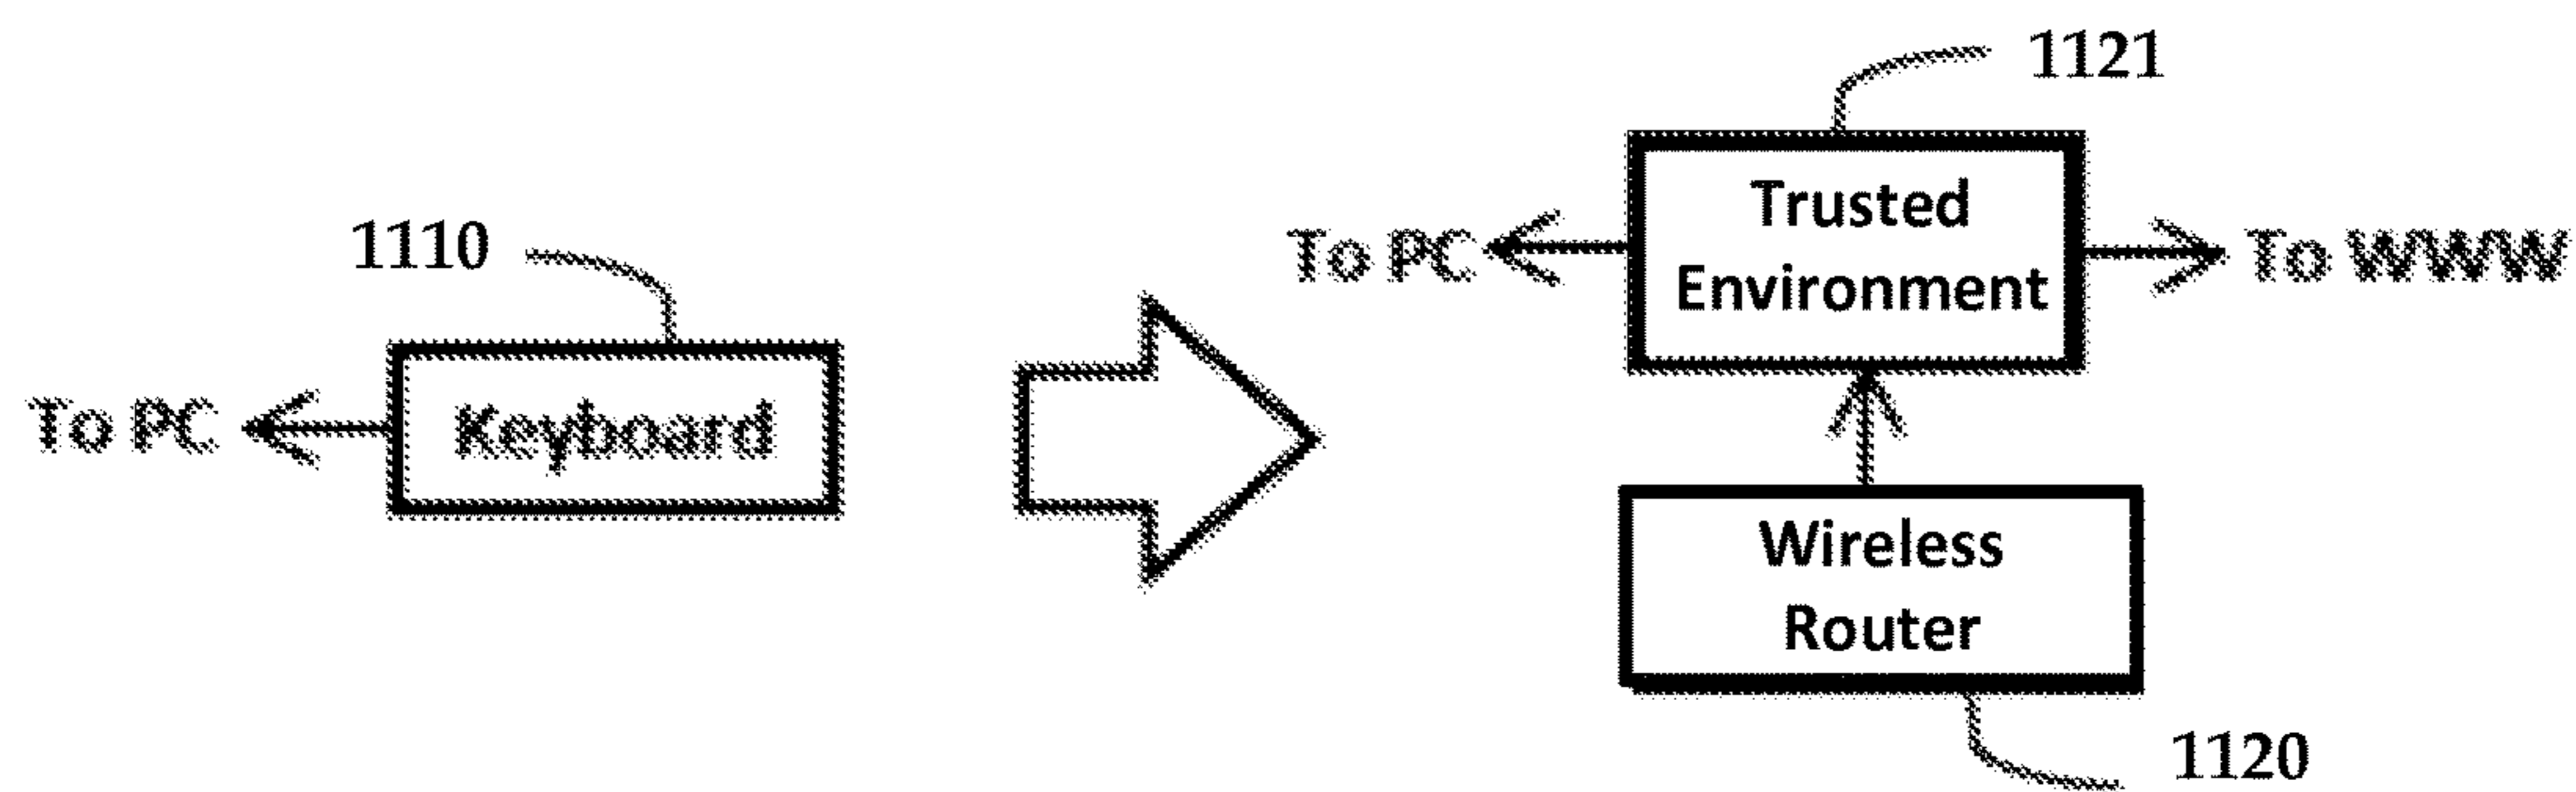 1121
Trusted
Environment
To PC
To WWW
1110
Keyboard
To PC
Wireless
Router
1120